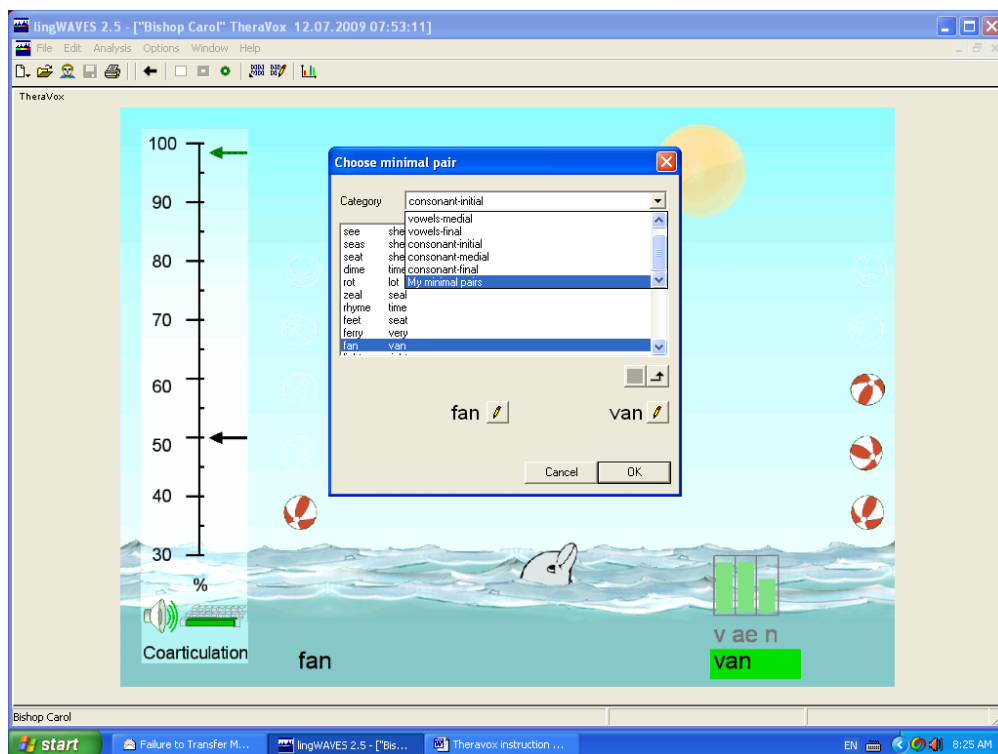 lingWAVES 2.5 - ["Bishop Carol" TheraVox 12.07.2009 07:53:11]
File Edit Analysis Options Window Help
TheraVox
100
90
80
70
60
50
40
30
%
Coarticulation
Choose minimal pair
Category consonant-initial
vowels-medial
vowels-final
consonant-initial
consonant-medial
consonant-final
My minimal pairs
see she
seas she
seat she
dime time
rot lot
zeal seal
rhyme time
feet seat
ferry very
fan van
fan van
Cancel OK
v ae n
fan van
Bishop Carol
start Failure to Transfer M... lingWAVES 2.5 - ["Bis... Theravox instruction ... EN 8:25 AM